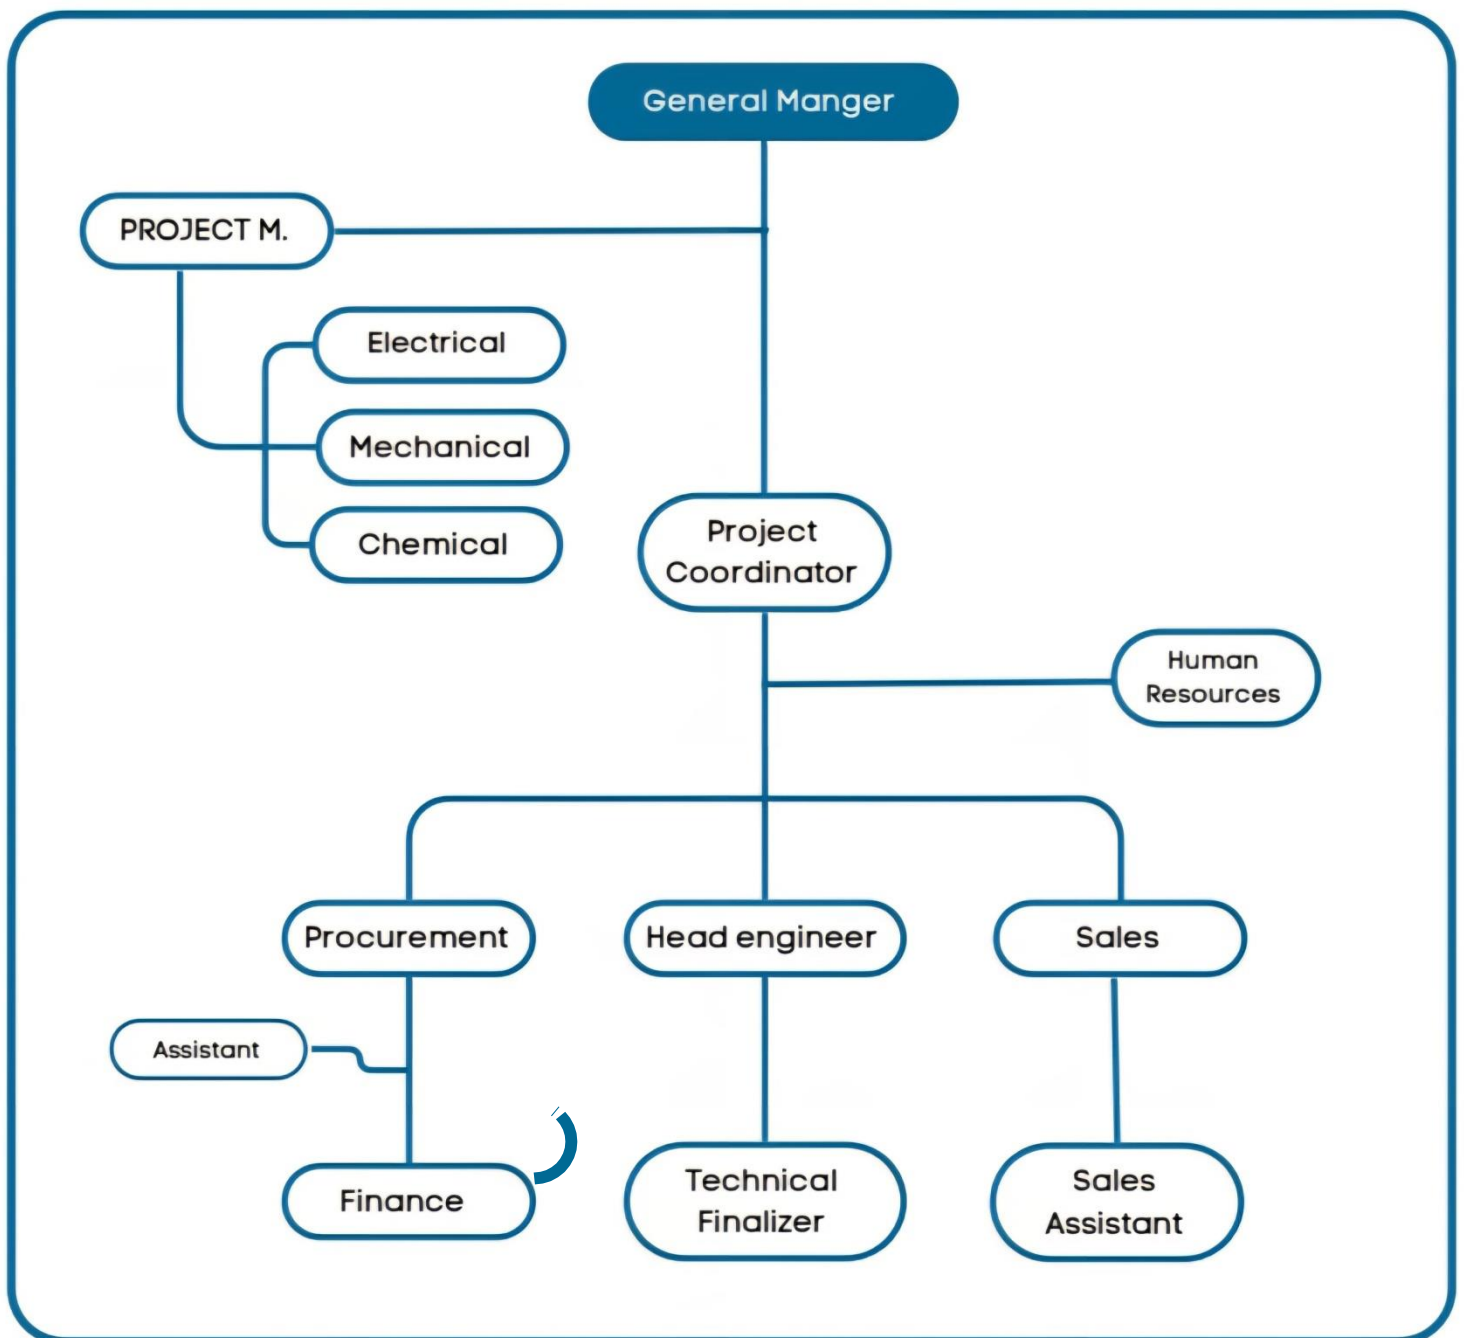 General Manger
PROJECT M.
Electrical
Mechanical
Chemical
Project
Coordinator
Human
Resources
Procurement
Head engineer
Sales
Assistant
Finance
Technical
Finalizer
Sales
Assistant